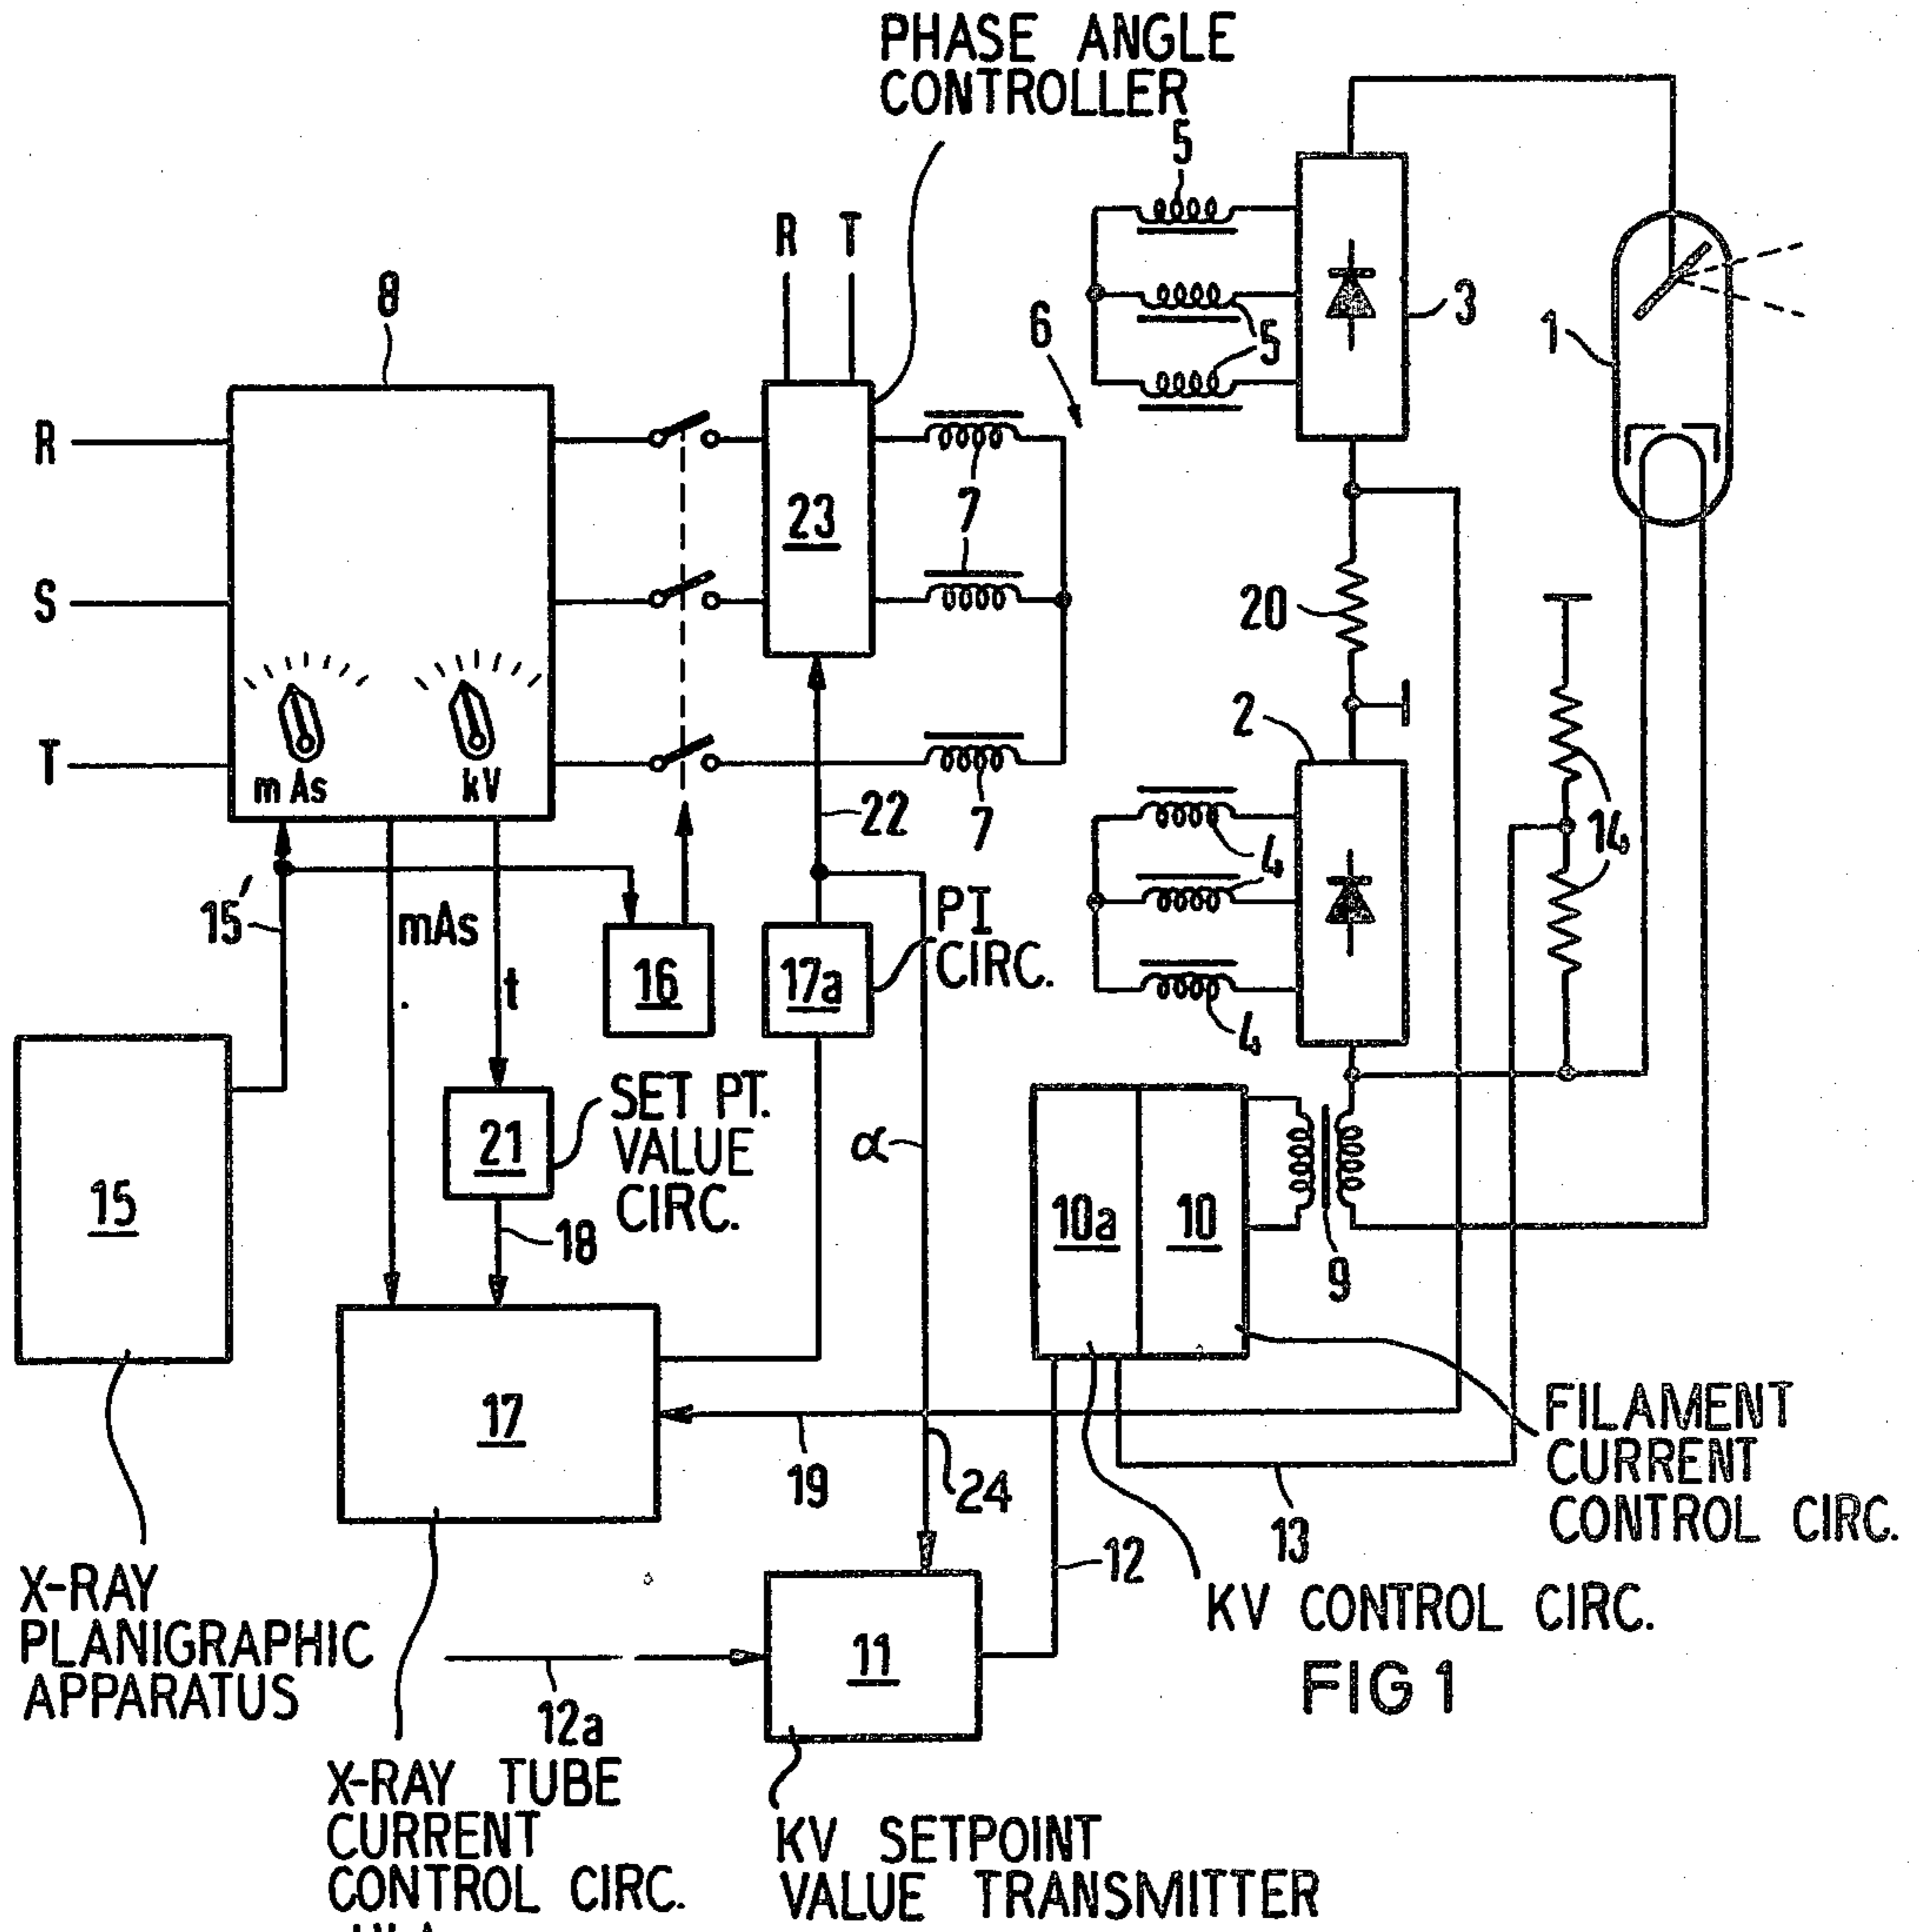 PHASE ANGLE
CONTROLLER
5
R T
8
3
6
5
1
R
7
23
S
20
7
2
T
mAs kV
22
7
14
4
15'
mAs
PI
CIRC.
4
16
17a
t
4
SET PT.
VALUE
CIRC.
21
α
15
10a
10
18
9
17
FILAMENT
CURRENT
CONTROL CIRC.
19
24
13
12
X-RAY
PLANIGRAPHIC
APPARATUS
KV CONTROL CIRC.
11
FIG 1
12a
X-RAY TUBE
CURRENT
CONTROL CIRC.
KV SETPOINT
VALUE TRANSMITTER